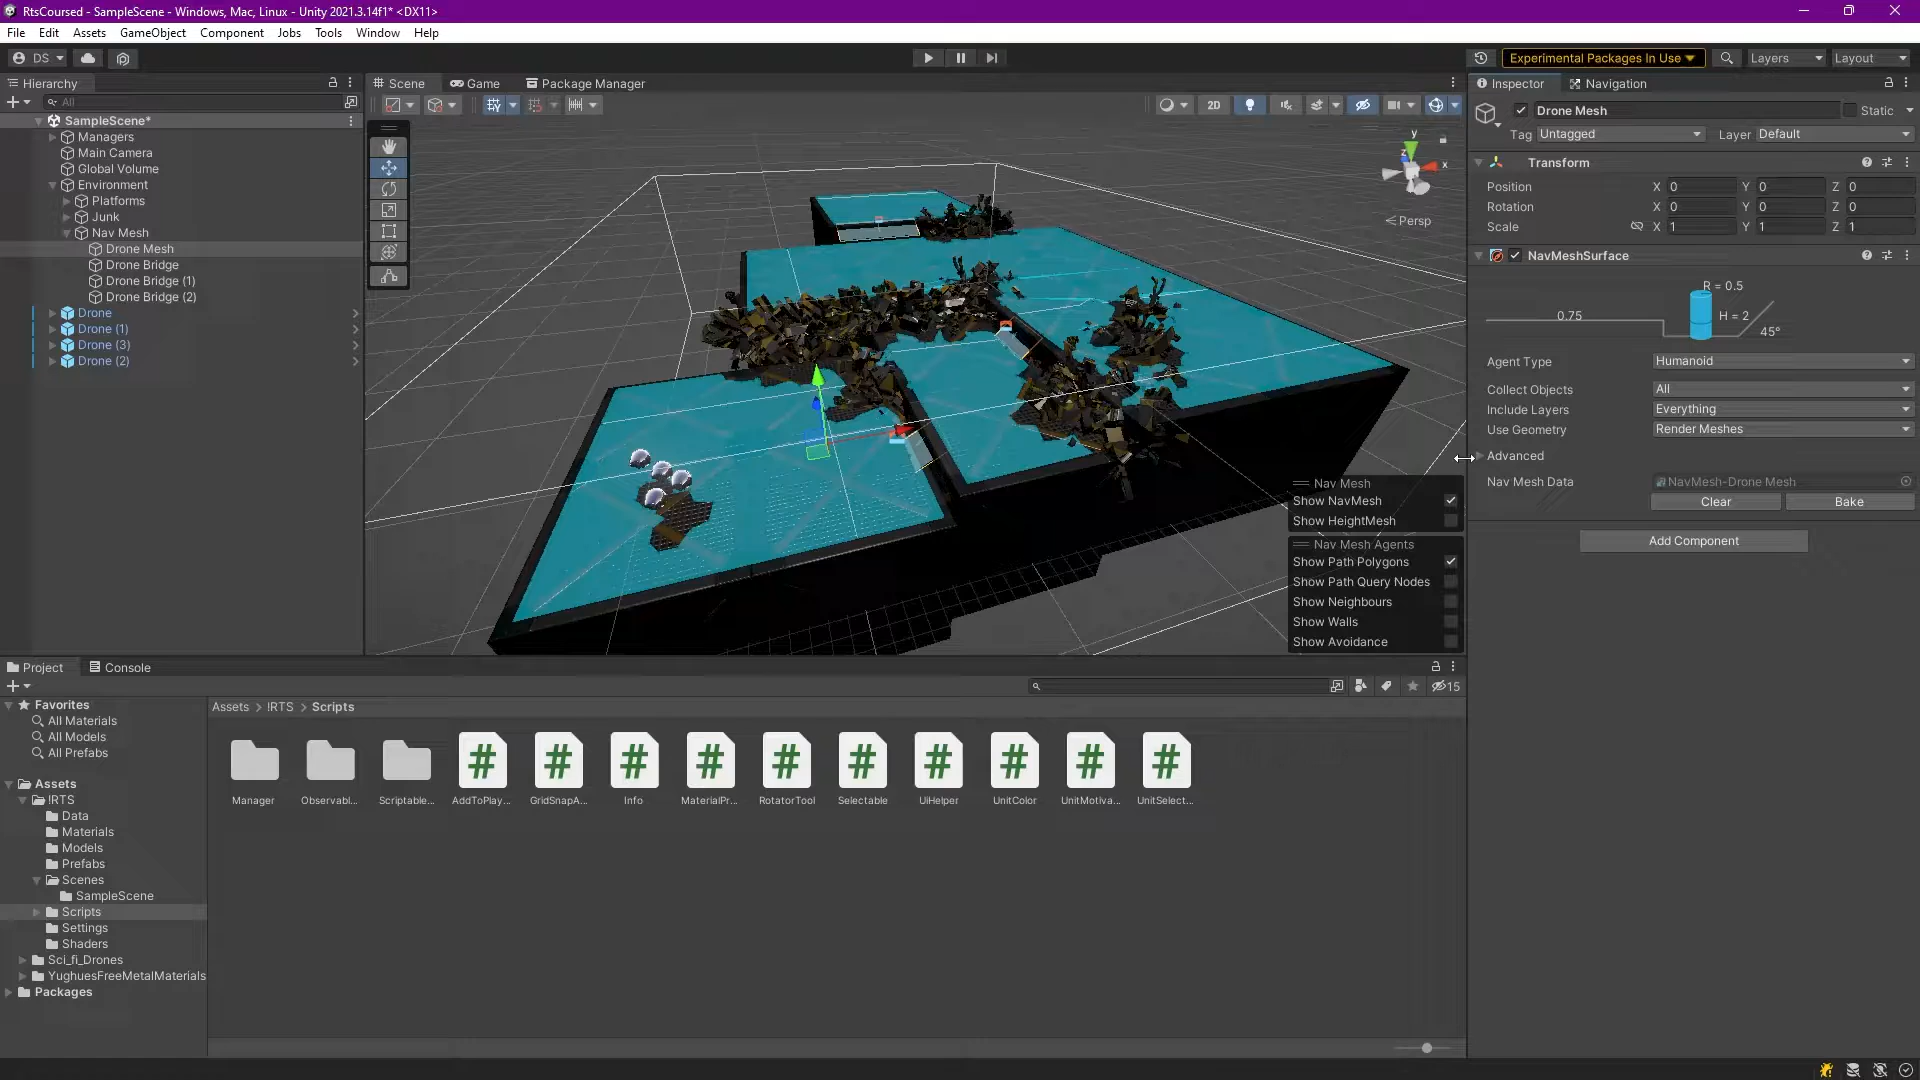 RtsCoursed - SampleScene - Windows, Mac, Linux - Unity 2021.3.14f1* <DX11>
File Edit Assets GameObject Component Jobs Tools Window Help
DS
Experimental Packages In Use
Layers
Layout
Hierarchy
All
SampleScene*
Managers
Main Camera
Global Volume
Environment
Platforms
Junk
Nav Mesh
Drone Mesh
Drone Bridge
Drone Bridge (1)
Drone Bridge (2)
Drone
Drone (1)
Drone (3)
Drone (2)
Scene
Game
Package Manager
2D
y
z
x
Persp
Nav Mesh
Show NavMesh
Show HeightMesh
Nav Mesh Agents
Show Path Polygons
Show Path Query Nodes
Show Neighbours
Show Walls
Show Avoidance
Inspector
Navigation
Drone Mesh
Static
Tag Untagged
Layer Default
Transform
Position X 0 Y 0 Z 0
Rotation X 0 Y 0 Z 0
Scale X 1 Y 1 Z 1
NavMeshSurface
R = 0.5
0.75
H = 2
45°
Agent Type Humanoid
Collect Objects All
Include Layers Everything
Use Geometry Render Meshes
Advanced
Nav Mesh Data NavMesh-Drone Mesh
Clear
Bake
Add Component
Project
Console
15
Favorites
All Materials
All Models
All Prefabs
Assets
!RTS
Data
Materials
Models
Prefabs
Scenes
SampleScene
Scripts
Settings
Shaders
Sci_fi_Drones
YughuesFreeMetalMaterials
Packages
Assets > !RTS > Scripts
Manager
Observabl...
Scriptable...
AddToPlay...
GridSnapA...
Info
MaterialPr...
RotatorTool
Selectable
UiHelper
UnitColor
UnitMotiva...
UnitSelect...